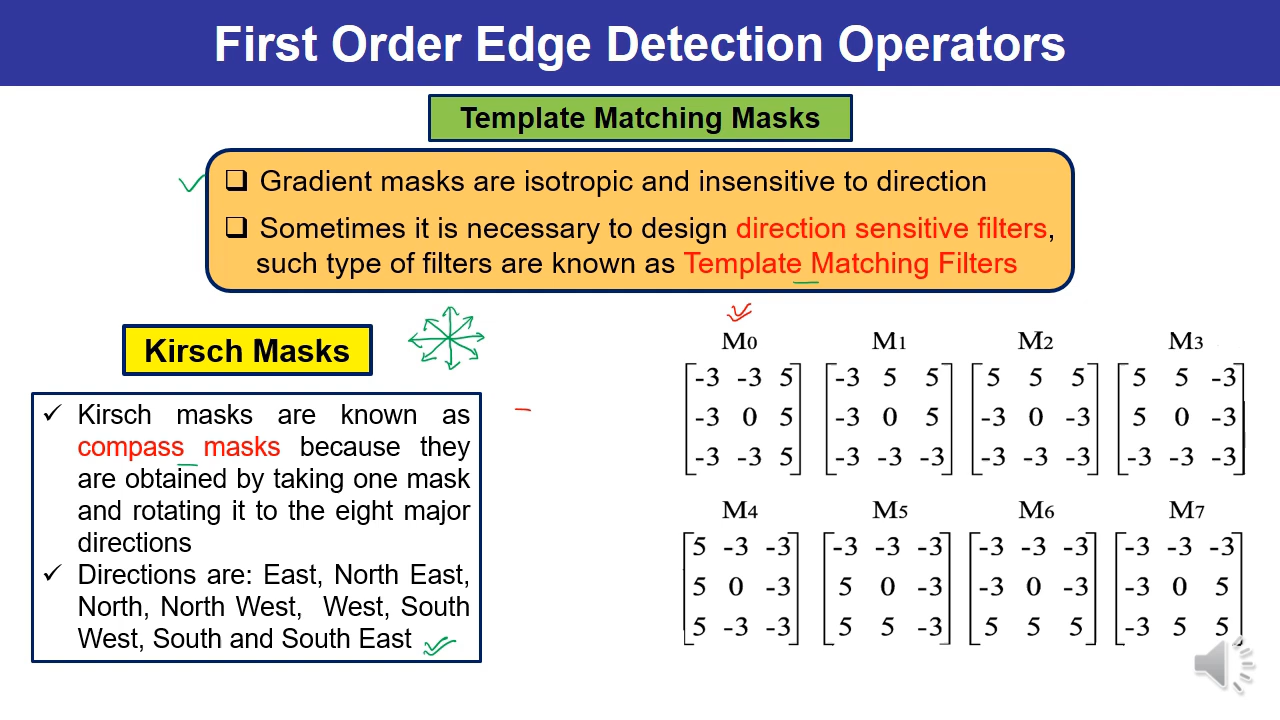 First Order Edge Detection Operators
Template Matching Masks
❑ Gradient masks are isotropic and insensitive to direction
❑ Sometimes it is necessary to design direction sensitive filters,
such type of filters are known as Template Matching Filters
Kirsch Masks
✓ Kirsch masks are known as
compass masks because they
are obtained by taking one mask
and rotating it to the eight major
directions
✓ Directions are: East, North East,
North, North West, West, South
West, South and South East
M0 M1 M2 M3
-3 -3 5 -3 5 5 5 5 5 5 5 -3
-3 0 5 -3 0 5 -3 0 -3 5 0 -3
-3 -3 5 -3 -3 -3 -3 -3 -3 -3 -3 -3
M4 M5 M6 M7
5 -3 -3 -3 -3 -3 -3 -3 -3 -3 -3 -3
5 0 -3 5 0 -3 -3 0 -3 -3 0 5
5 -3 -3 5 5 -3 5 5 5 -3 5 5